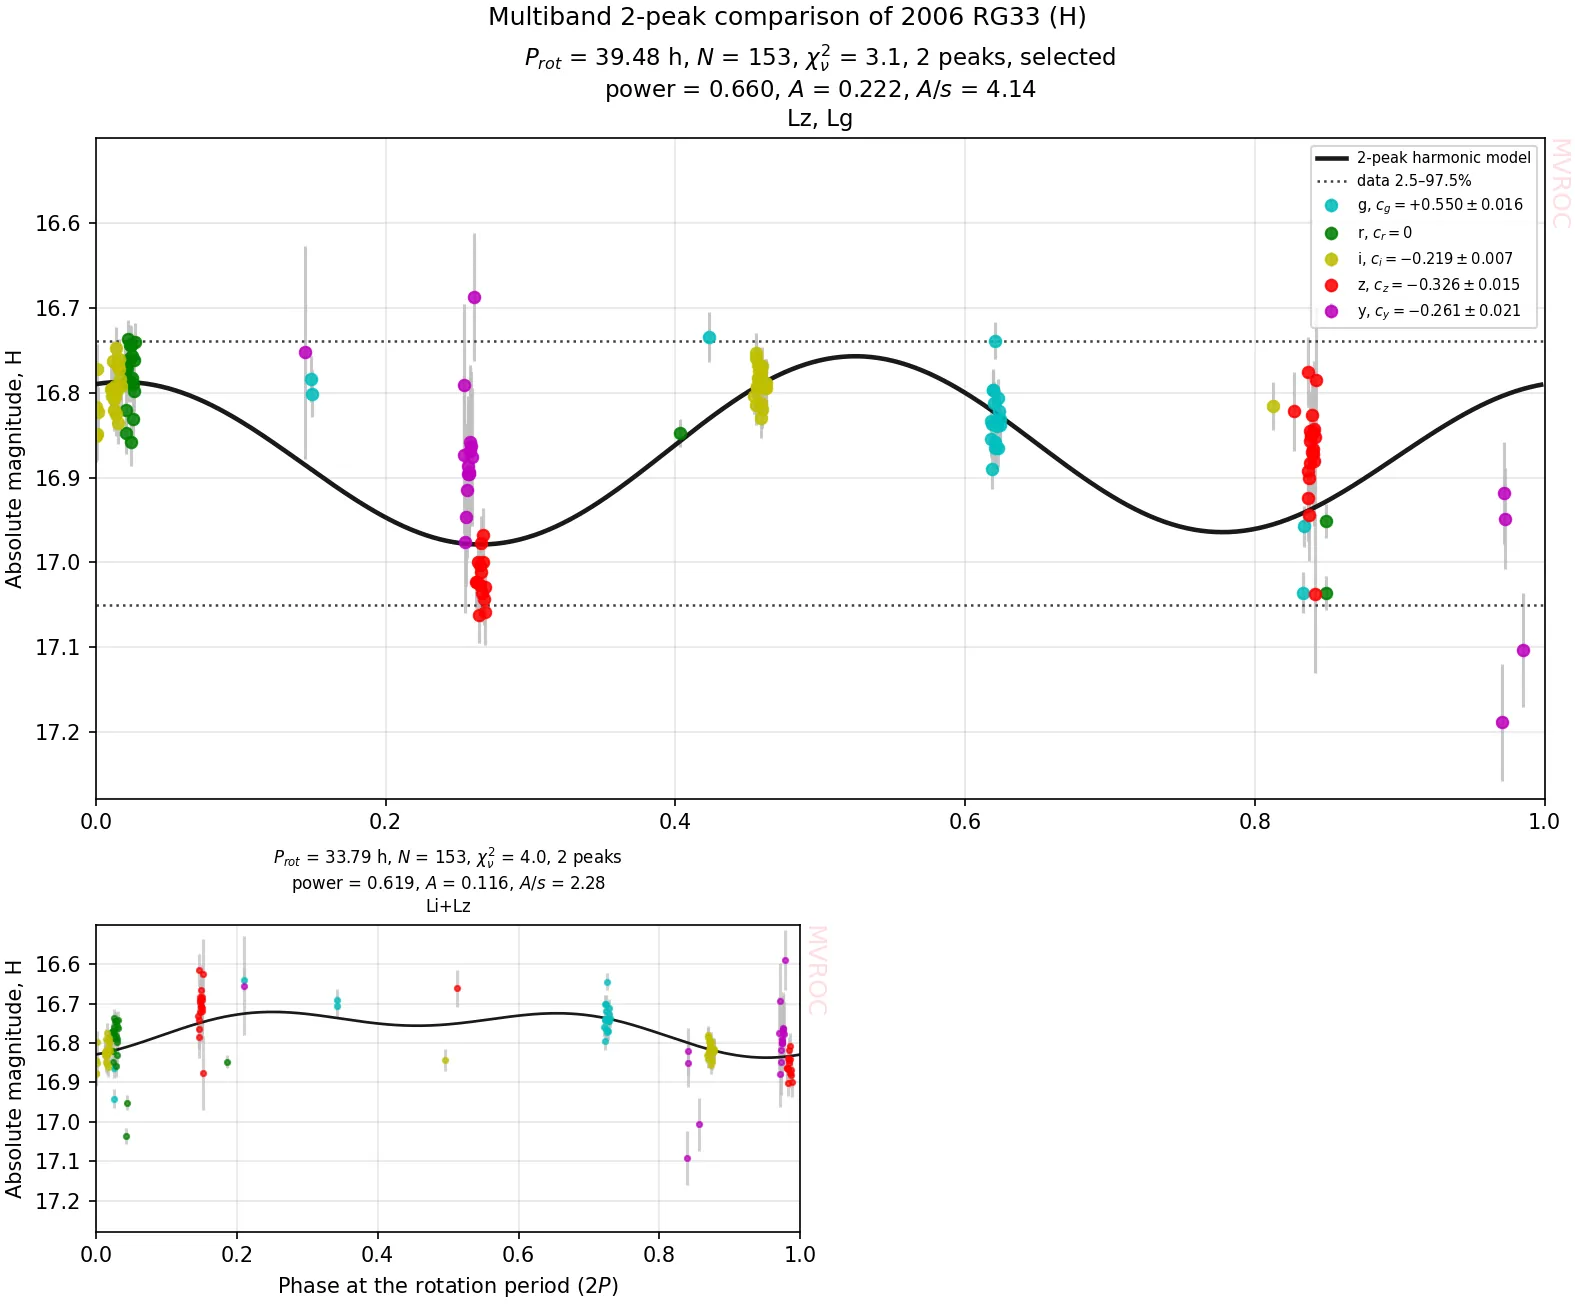 Multiband 2-peak comparison of 2006 RG33 (H)
P_rot = 39.48 h, N = 153, χ²_ν = 3.1, 2 peaks, selected
power = 0.660, A = 0.222, A/s = 4.14
Lz, Lg
MVROC
2-peak harmonic model
data 2.5–97.5%
g, c_g = +0.550 ± 0.016
r, c_r = 0
i, c_i = −0.219 ± 0.007
z, c_z = −0.326 ± 0.015
y, c_y = −0.261 ± 0.021
Absolute magnitude, H
16.6
16.7
16.8
16.9
17.0
17.1
17.2
0.0 0.2 0.4 0.6 0.8 1.0
P_rot = 33.79 h, N = 153, χ²_ν = 4.0, 2 peaks
power = 0.619, A = 0.116, A/s = 2.28
Li+Lz
MVROC
Absolute magnitude, H
16.6
16.7
16.8
16.9
17.0
17.1
17.2
0.0 0.2 0.4 0.6 0.8 1.0
Phase at the rotation period (2P)